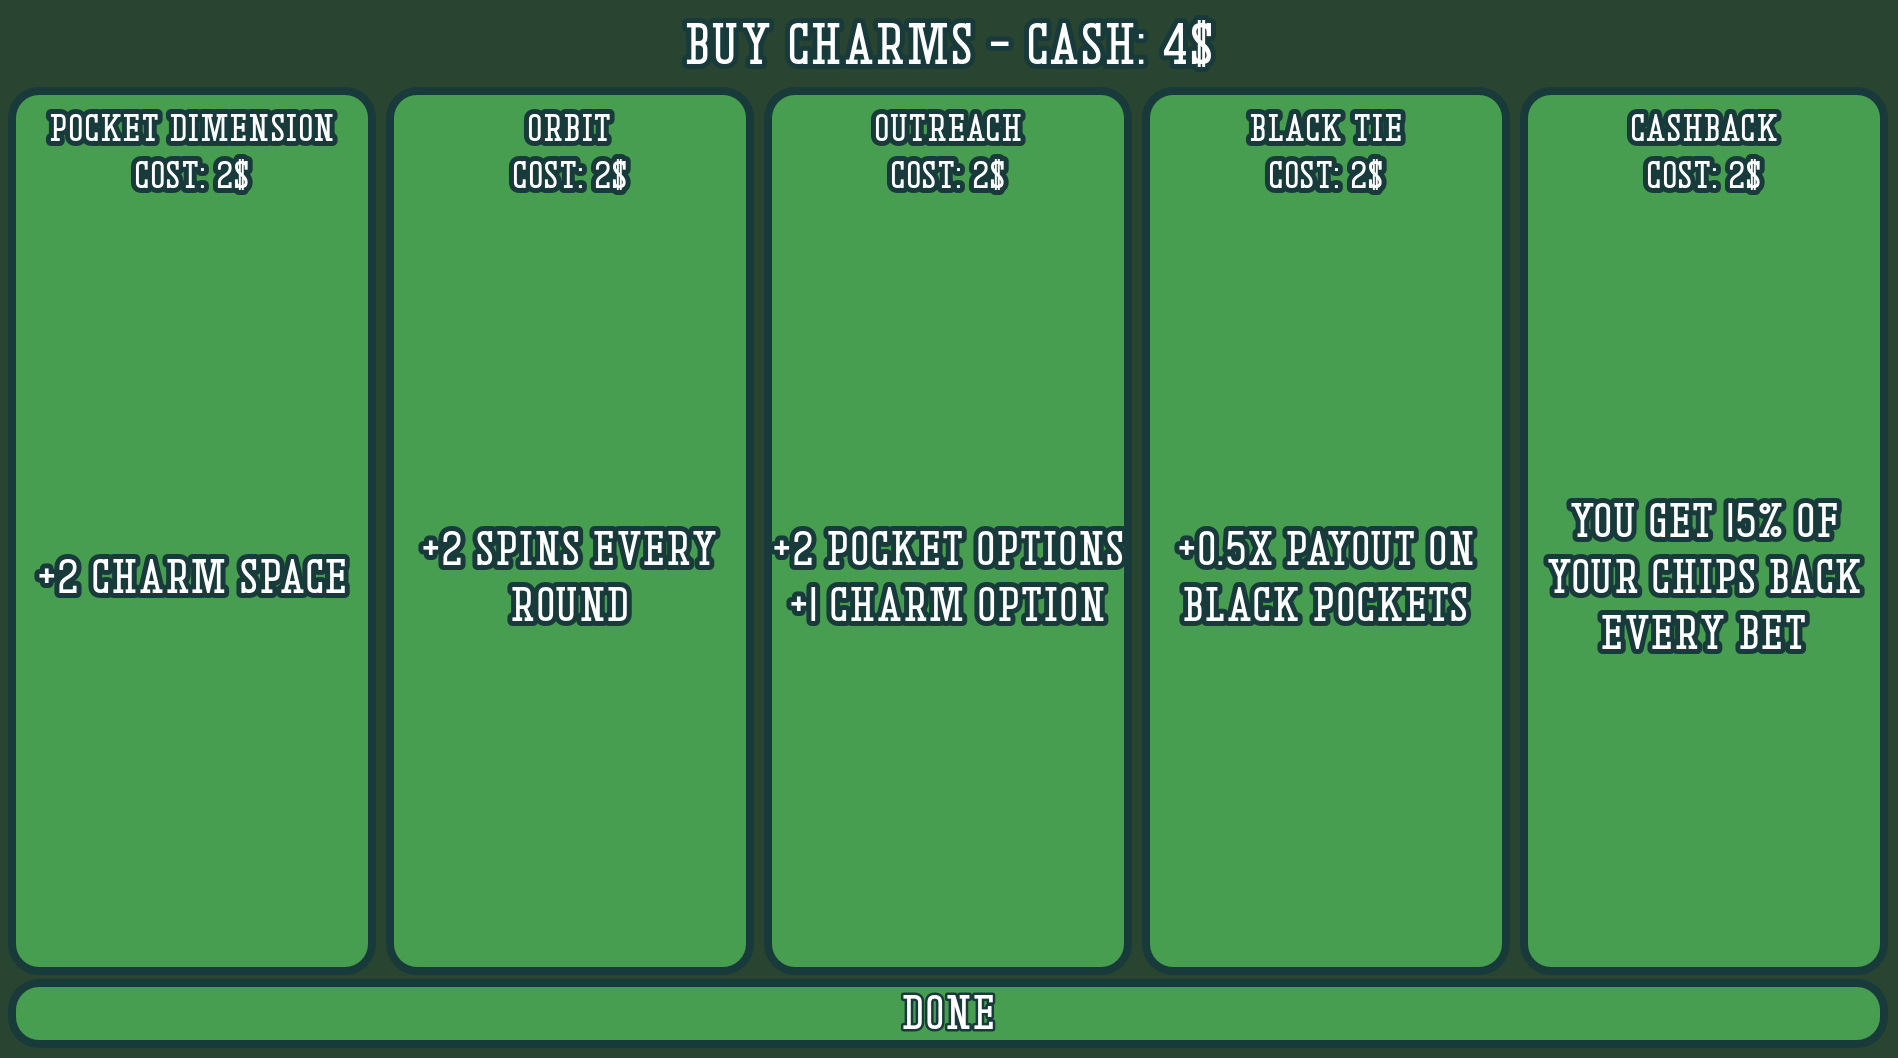 BUY CHARMS - CASH: 4$
POCKET DIMENSION
COST: 2$
+2 CHARM SPACE
ORBIT
COST: 2$
+2 SPINS EVERY
ROUND
OUTREACH
COST: 2$
+2 POCKET OPTIONS
+1 CHARM OPTION
BLACK TIE
COST: 2$
+0.5X PAYOUT ON
BLACK POCKETS
CASHBACK
COST: 2$
YOU GET 15% OF
YOUR CHIPS BACK
EVERY BET
DONE